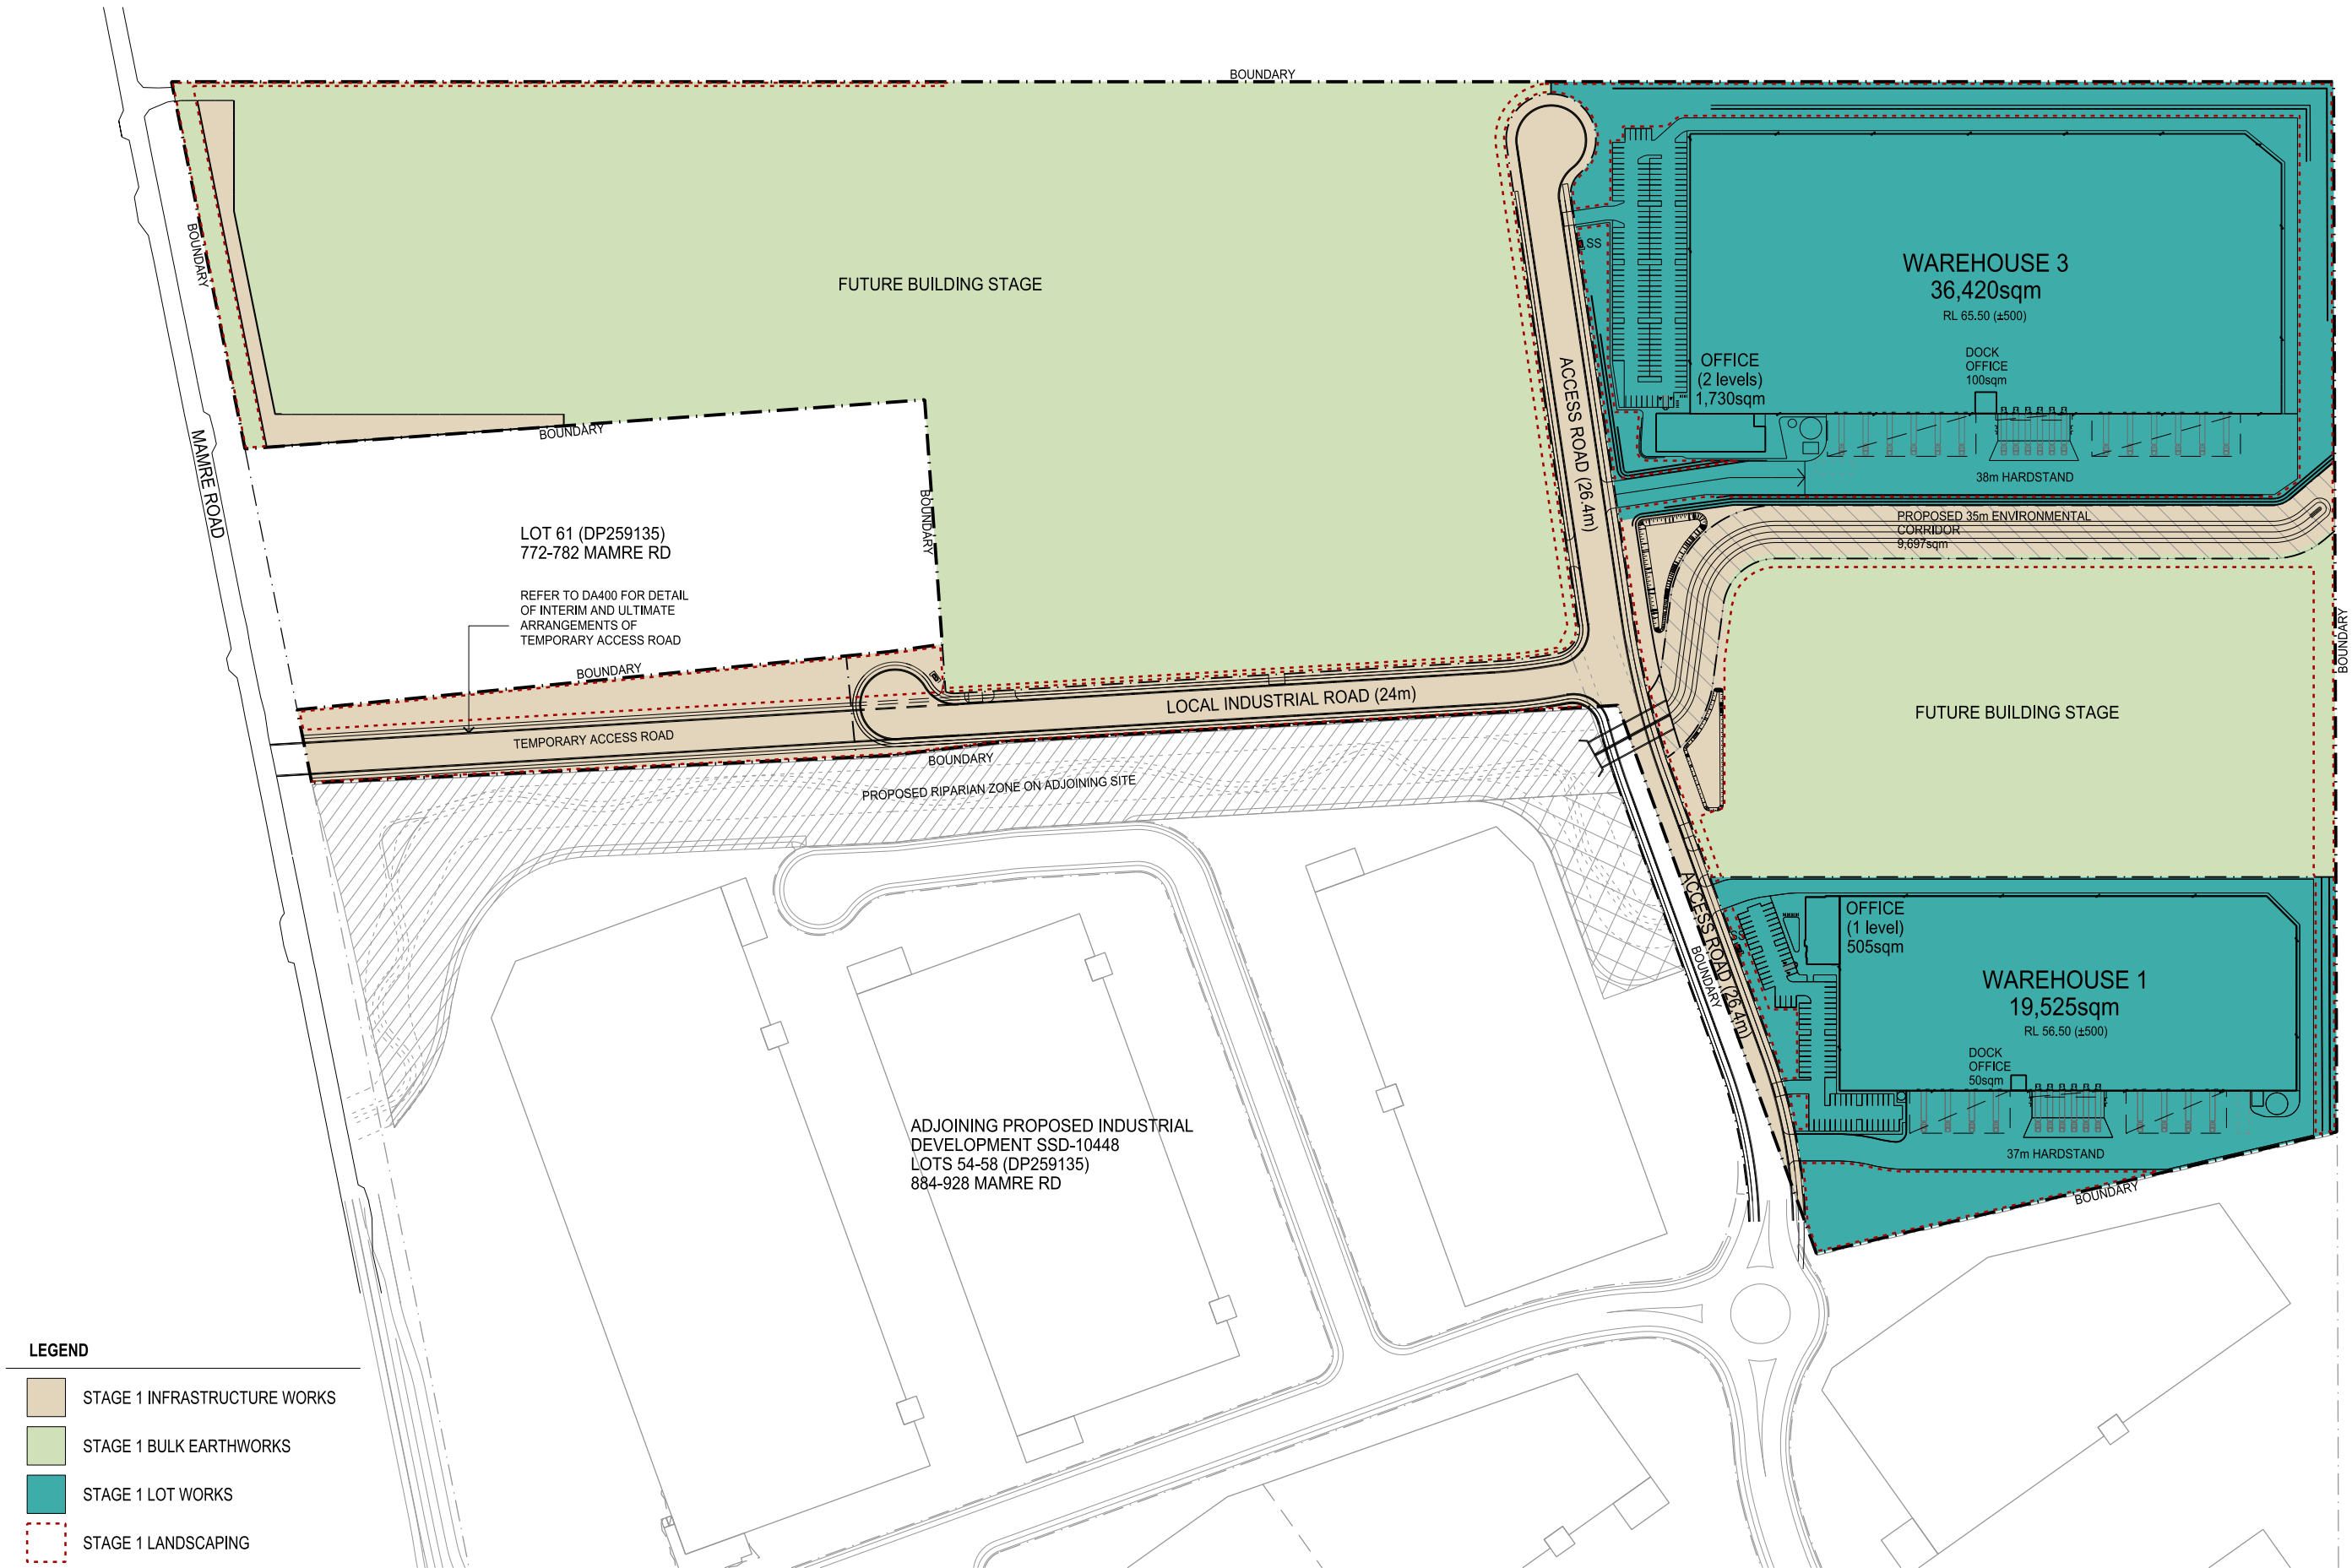 BOUNDARY
BOUNDARY
FUTURE BUILDING STAGE
WAREHOUSE 3
36,420sqm
RL 65.50 (±500)
SS
OFFICE
(2 levels)
1,730sqm
DOCK
OFFICE
100sqm
38m HARDSTAND
ACCESS ROAD (26.4m)
MAMRE ROAD
BOUNDARY
BOUNDARY
LOT 61 (DP259135)
772-782 MAMRE RD
REFER TO DA400 FOR DETAIL
OF INTERIM AND ULTIMATE
ARRANGEMENTS OF
TEMPORARY ACCESS ROAD
PROPOSED 35m ENVIRONMENTAL
CORRIDOR
9,697sqm
BOUNDARY
BOUNDARY
LOCAL INDUSTRIAL ROAD (24m)
TEMPORARY ACCESS ROAD
BOUNDARY
PROPOSED RIPARIAN ZONE ON ADJOINING SITE
FUTURE BUILDING STAGE
ACCESS ROAD (26.4m)
BOUNDARY
OFFICE
(1 level)
505sqm
WAREHOUSE 1
19,525sqm
RL 56.50 (±500)
DOCK
OFFICE
50sqm
37m HARDSTAND
BOUNDARY
ADJOINING PROPOSED INDUSTRIAL
DEVELOPMENT SSD-10448
LOTS 54-58 (DP259135)
884-928 MAMRE RD
LEGEND
STAGE 1 INFRASTRUCTURE WORKS
STAGE 1 BULK EARTHWORKS
STAGE 1 LOT WORKS
STAGE 1 LANDSCAPING